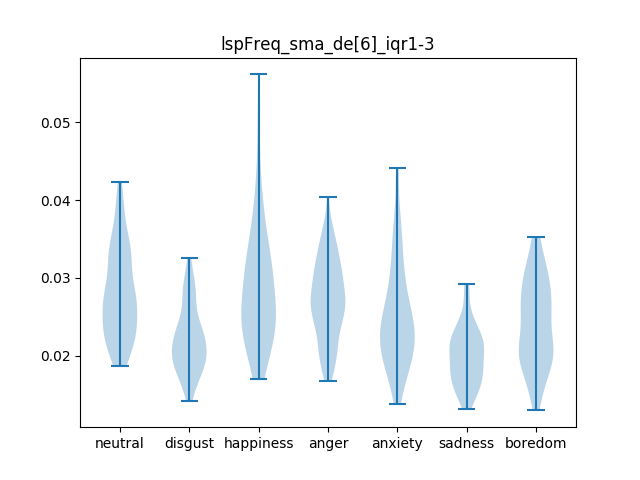 lspFreq_sma_de[6]_iqr1-3
0.05
0.04
0.03
0.02
neutral disgust happiness anger anxiety sadness boredom